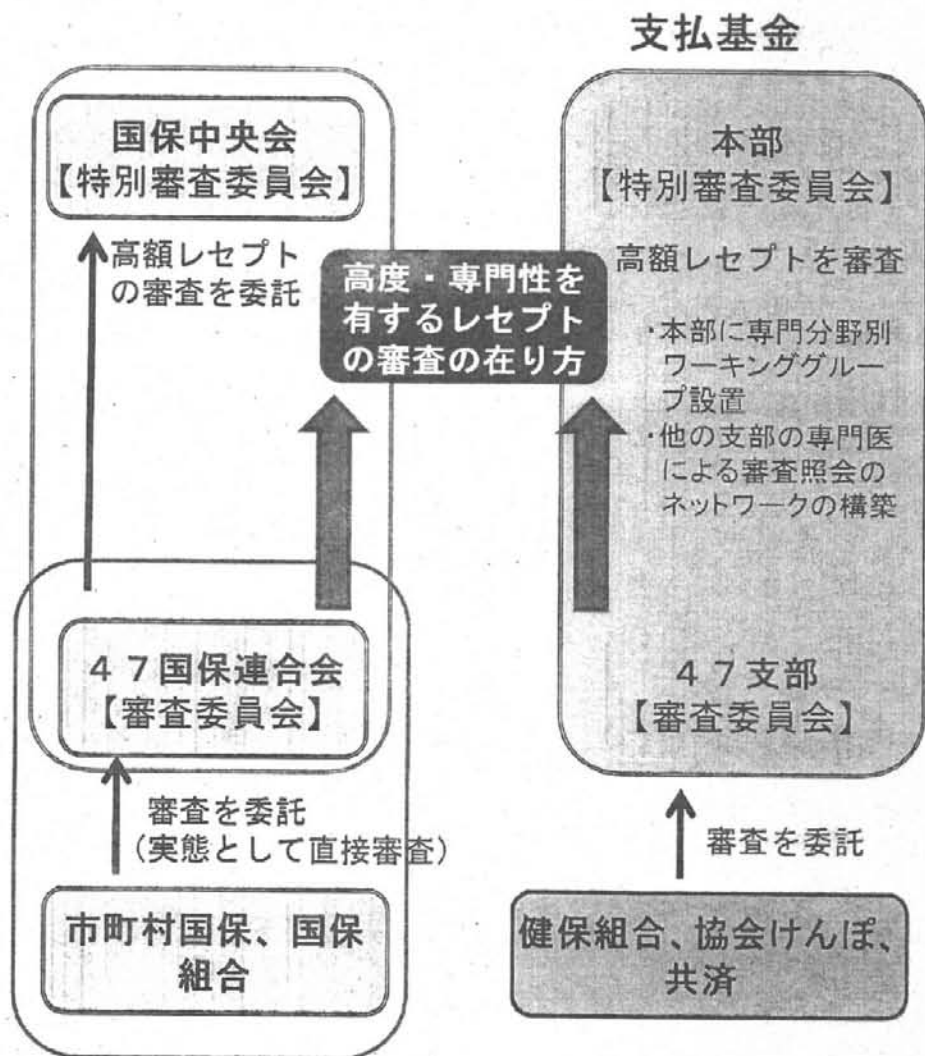 支払基金
国保中央会
【特別審査委員会】
高額レセプト
の審査を委託
高度・専門性を
有するレセプト
の審査の在り方
本部
【特別審査委員会】
高額レセプトを審査
・本部に専門分野別
ワーキンググルー
プ設置
・他の支部の専門医
による審査照会の
ネットワークの構築
４７国保連合会
【審査委員会】
審査を委託
(実態として直接審査)
市町村国保、国保
組合
４７支部
【審査委員会】
審査を委託
健保組合、協会けんぽ、
共済